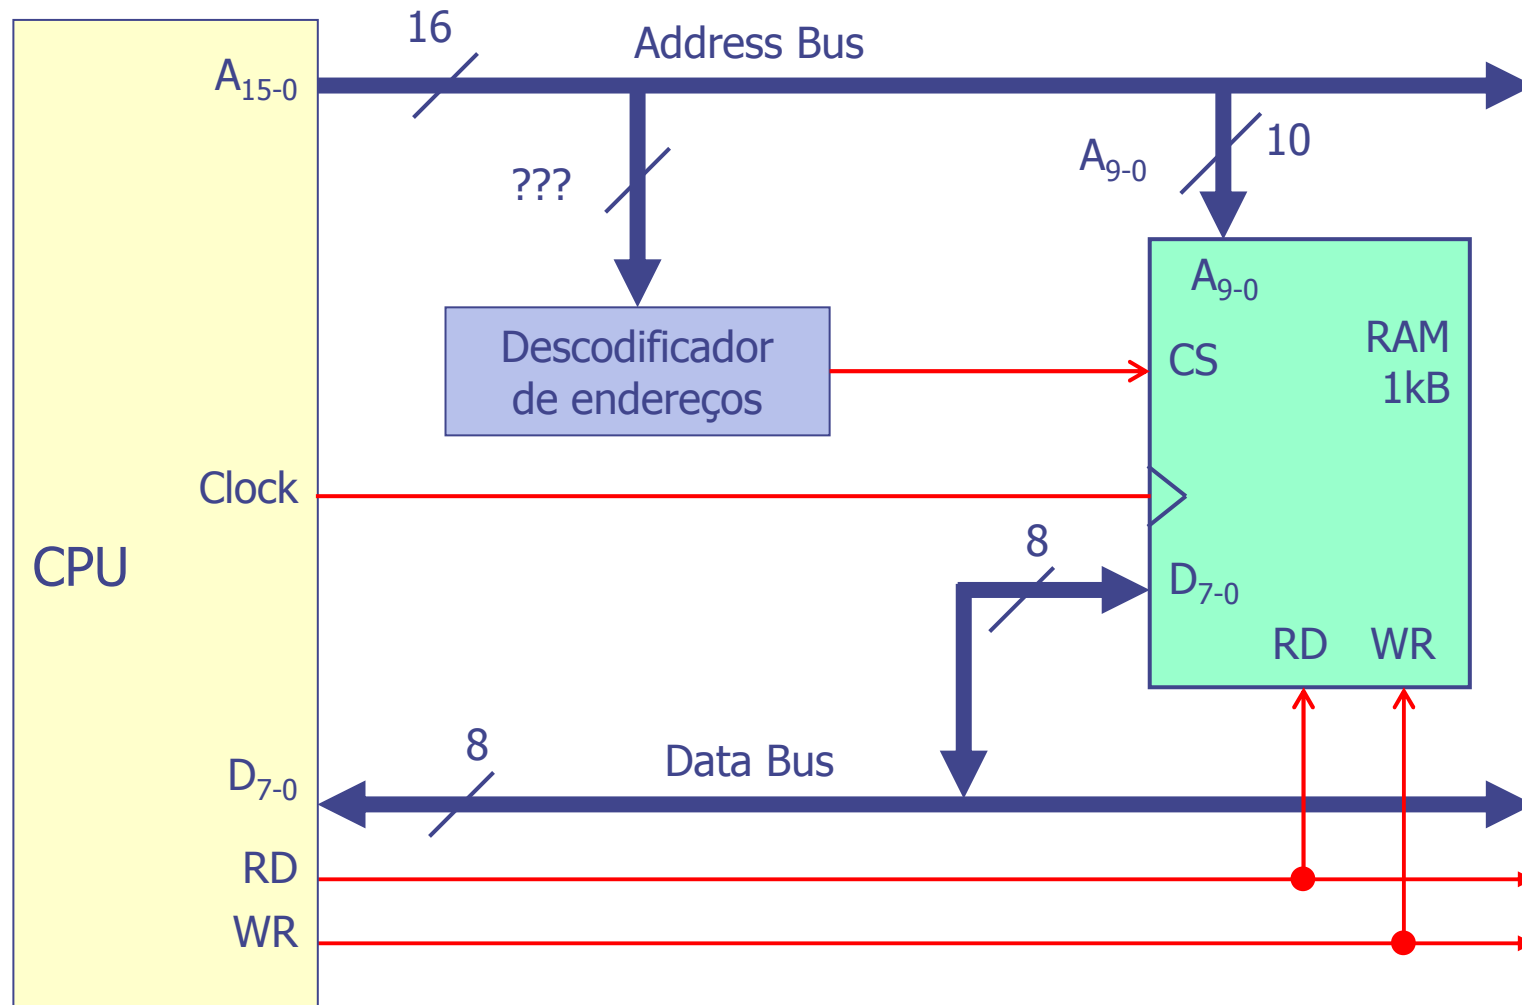 16
Address Bus
A15-0
10
A9-0
???
A9-0
RAM
1kB
Descodificador
de endereços
CS
Clock
8
CPU
D7-0
RD WR
8
Data Bus
D7-0
RD
WR